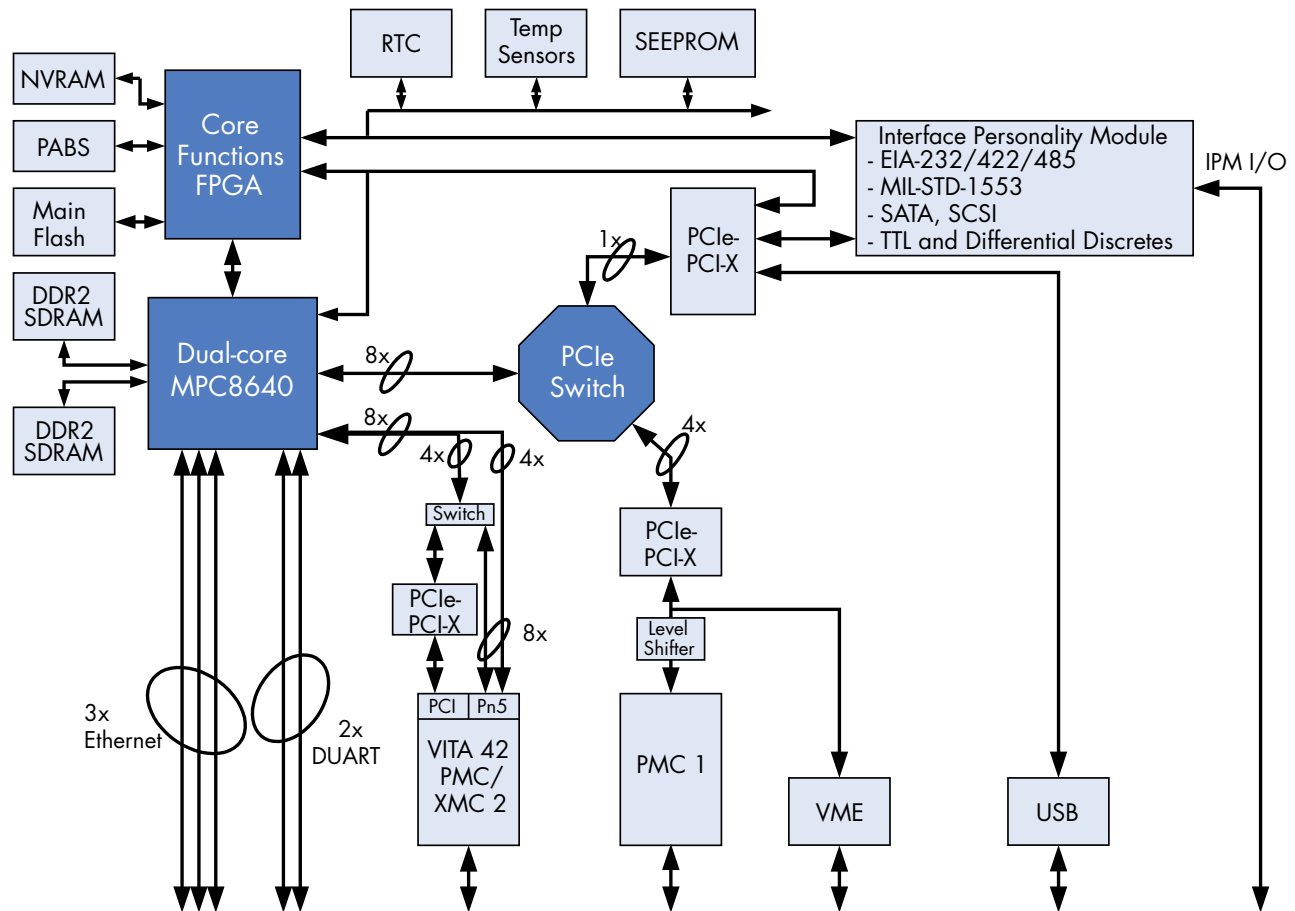 RTC
Temp
Sensors
SEEPROM
NVRAM
PABS
Main
Flash
Core
Functions
FPGA
Interface Personality Module
- EIA-232/422/485
- MIL-STD-1553
- SATA, SCSI
- TTL and Differential Discretes
IPM I/O
PCIe-
PCI-X
1x
DDR2
SDRAM
DDR2
SDRAM
Dual-core
MPC8640
8x
PCIe
Switch
8x
4x
4x
4x
Switch
PCIe-
PCI-X
PCIe-
PCI-X
8x
Level
Shifter
3x
Ethernet
2x
DUART
PCI
Pn5
VITA 42
PMC/
XMC 2
PMC 1
VME
USB